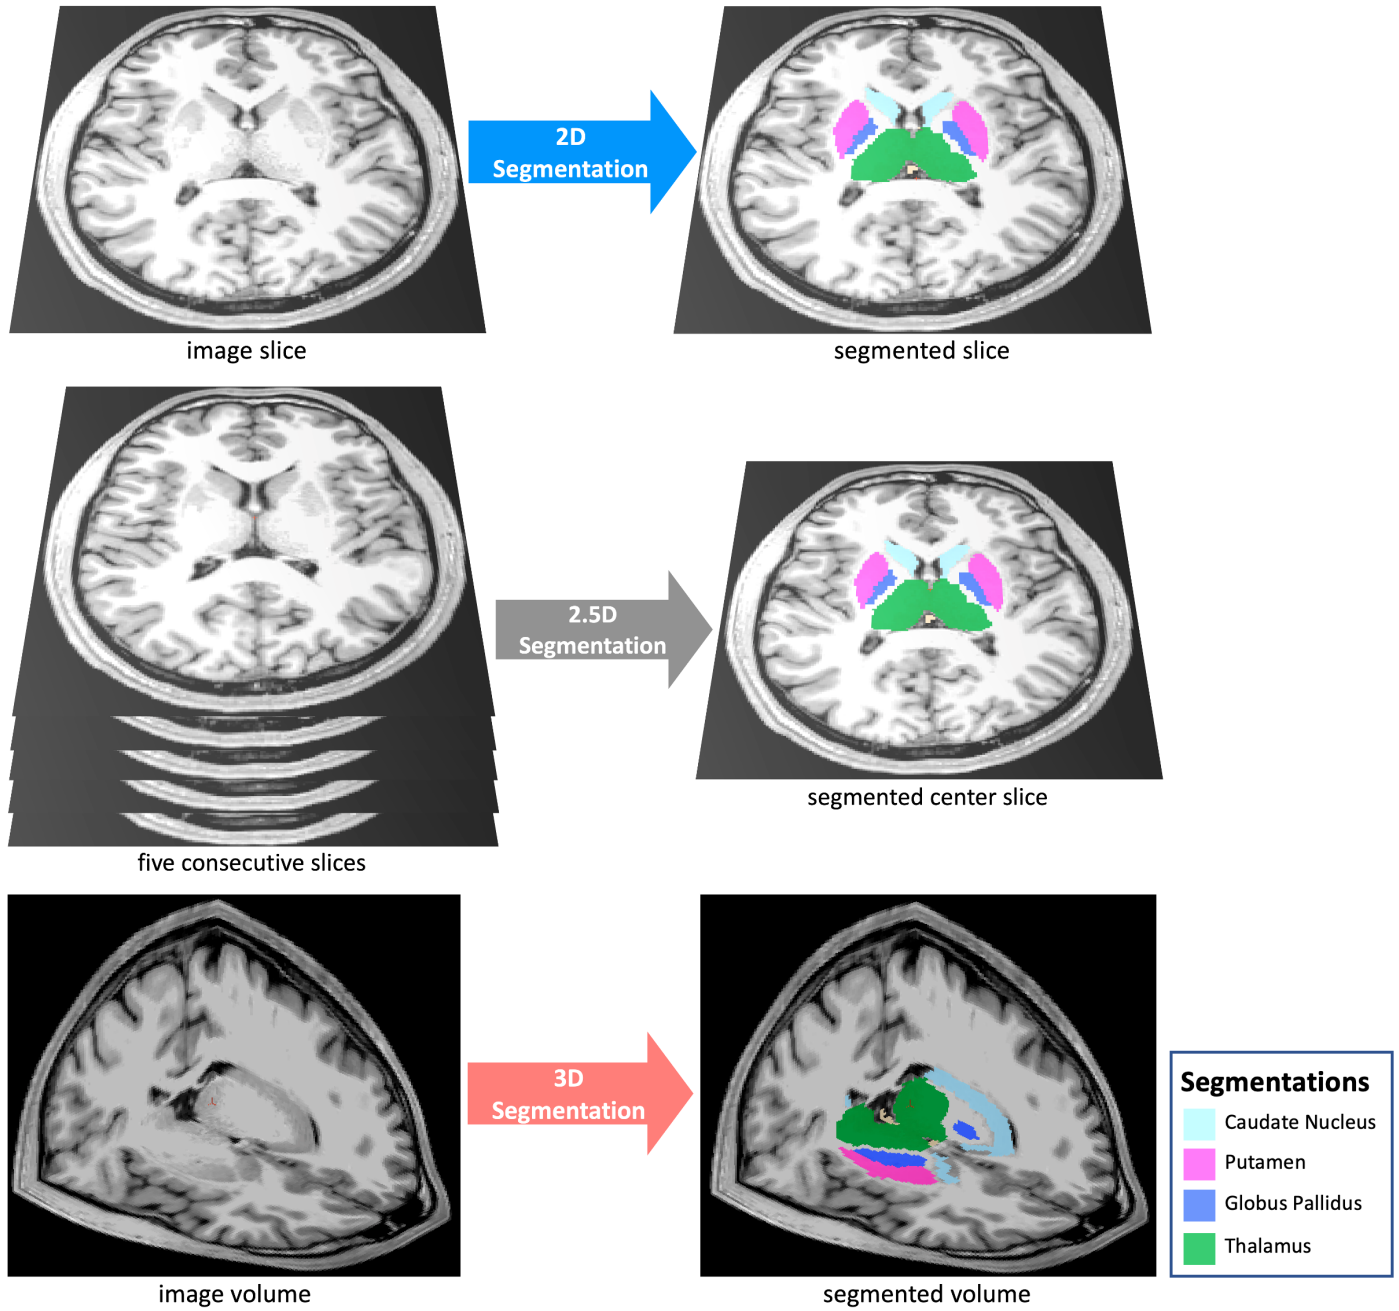 2D
Segmentation
image slice
segmented slice
2.5D
Segmentation
five consecutive slices
segmented center slice
3D
Segmentation
image volume
segmented volume
Segmentations
Caudate Nucleus
Putamen
Globus Pallidus
Thalamus